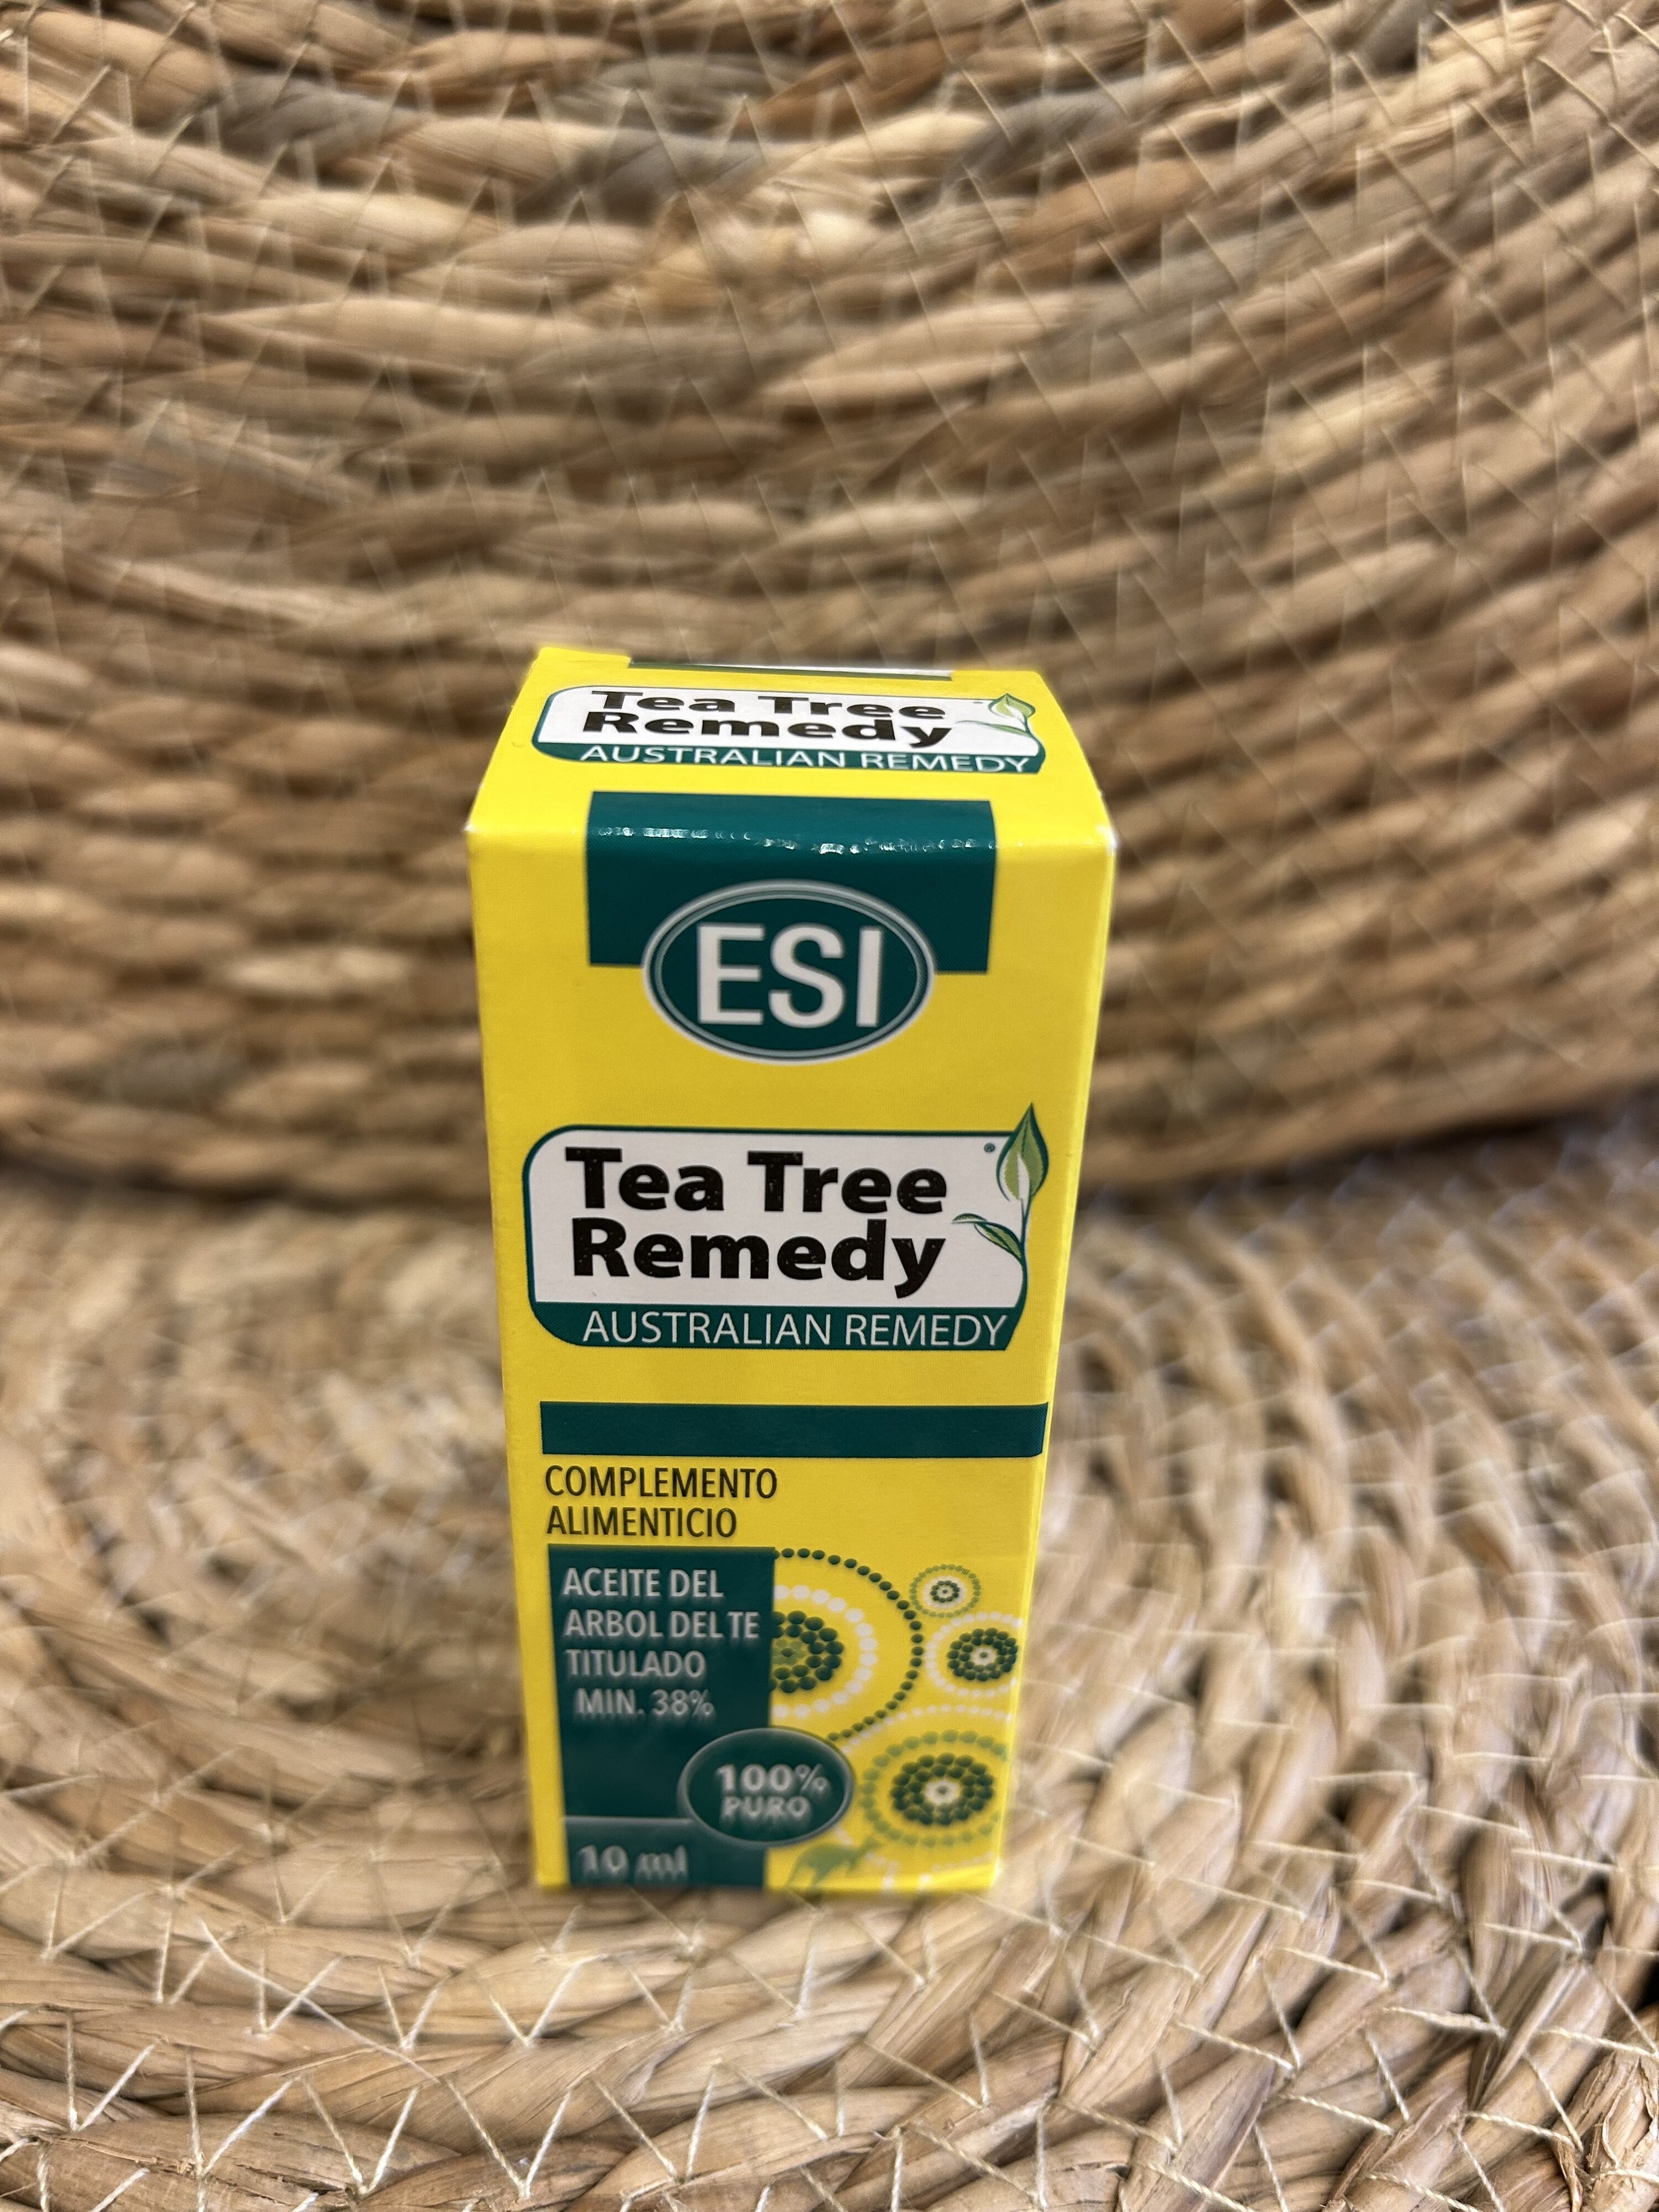 Tea Tree
Remedy
AUSTRALIAN REMEDY
ESI
Tea Tree
Remedy
®
AUSTRALIAN REMEDY
COMPLEMENTO
ALIMENTICIO
ACEITE DEL
ARBOL DEL TE
TITULADO
MIN. 38%
100%
PURO
10 ml